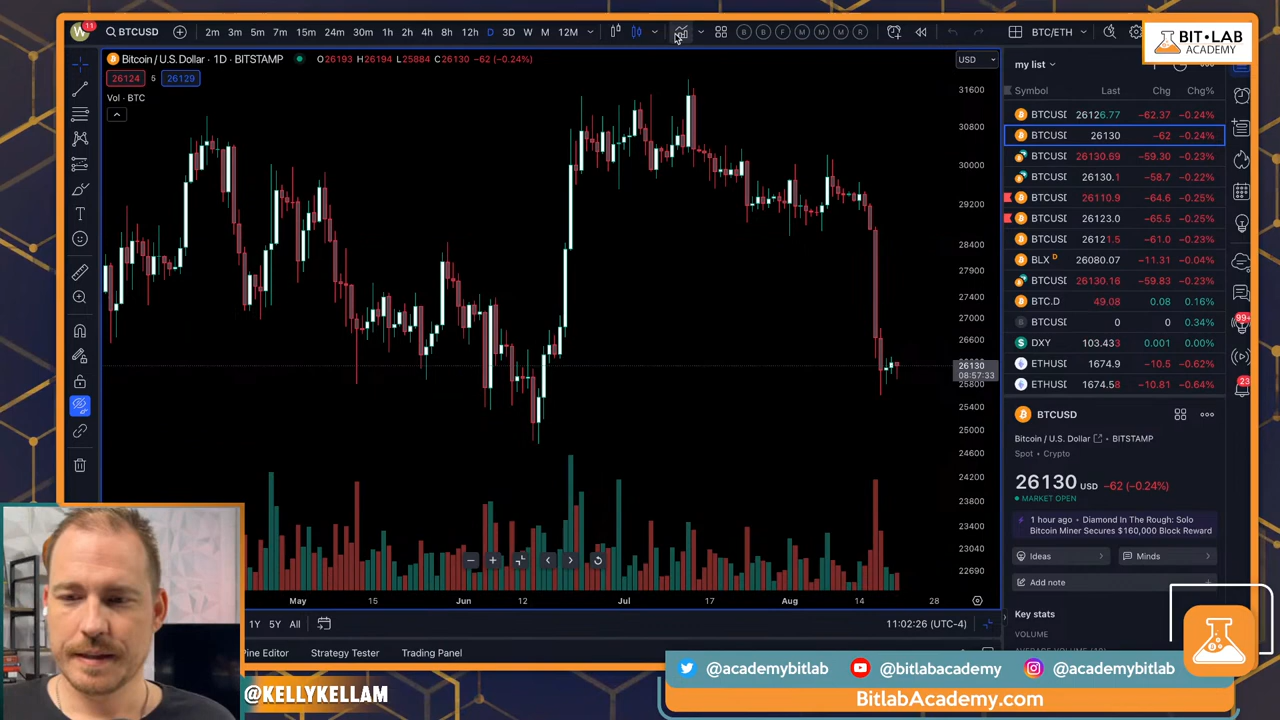 W 11 BTCUSD 2m 3m 5m 7m 15m 24m 30m 1h 2h 4h 8h 12h D 3D W M 12M B B F M M M R BTC/ETH
BIT·LAB
ACADEMY
Bitcoin / U.S. Dollar · 1D · BITSTAMP O26193 H26194 L25884 C26130 −62 (−0.24%)
26124 5 26129
Vol · BTC
USD
31600
30800
30000
29200
28400
27900
27400
27000
26600
26130
08:57:33
25800
25400
25000
24600
24200
23800
23400
23040
22690
May 15 Jun 12 Jul 17 Aug 14 28
1Y 5Y All
11:02:26 (UTC-4)
ine Editor Strategy Tester Trading Panel
my list
Symbol Last Chg Chg%
BTCUSD 26126.77 −62.37 −0.24%
BTCUSD 26130 −62 −0.24%
BTCUSD 26130.69 −59.30 −0.23%
BTCUSD 26130.1 −58.7 −0.22%
BTCUSD 26110.9 −64.6 −0.25%
BTCUSD 26123.0 −65.5 −0.25%
BTCUSD 26121.5 −61.0 −0.23%
BLX D 26080.07 −11.31 −0.04%
BTCUSD 26130.16 −59.83 −0.23%
BTC.D 49.08 0.08 0.16%
BTCUSD 0 0 0.34%
DXY 103.433 0.001 0.00%
ETHUSD 1674.9 −10.5 −0.62%
ETHUSD 1674.58 −10.81 −0.64%
99+
23
BTCUSD
Bitcoin / U.S. Dollar · BITSTAMP
Spot · Crypto
26130 USD −62 (−0.24%)
MARKET OPEN
1 hour ago · Diamond In The Rough: Solo
Bitcoin Miner Secures $160,000 Block Reward
Ideas Minds
Add note
Key stats
VOLUME
@KELLYKELLAM
@academybitlab @bitlabacademy @academybitlab
BitlabAcademy.com